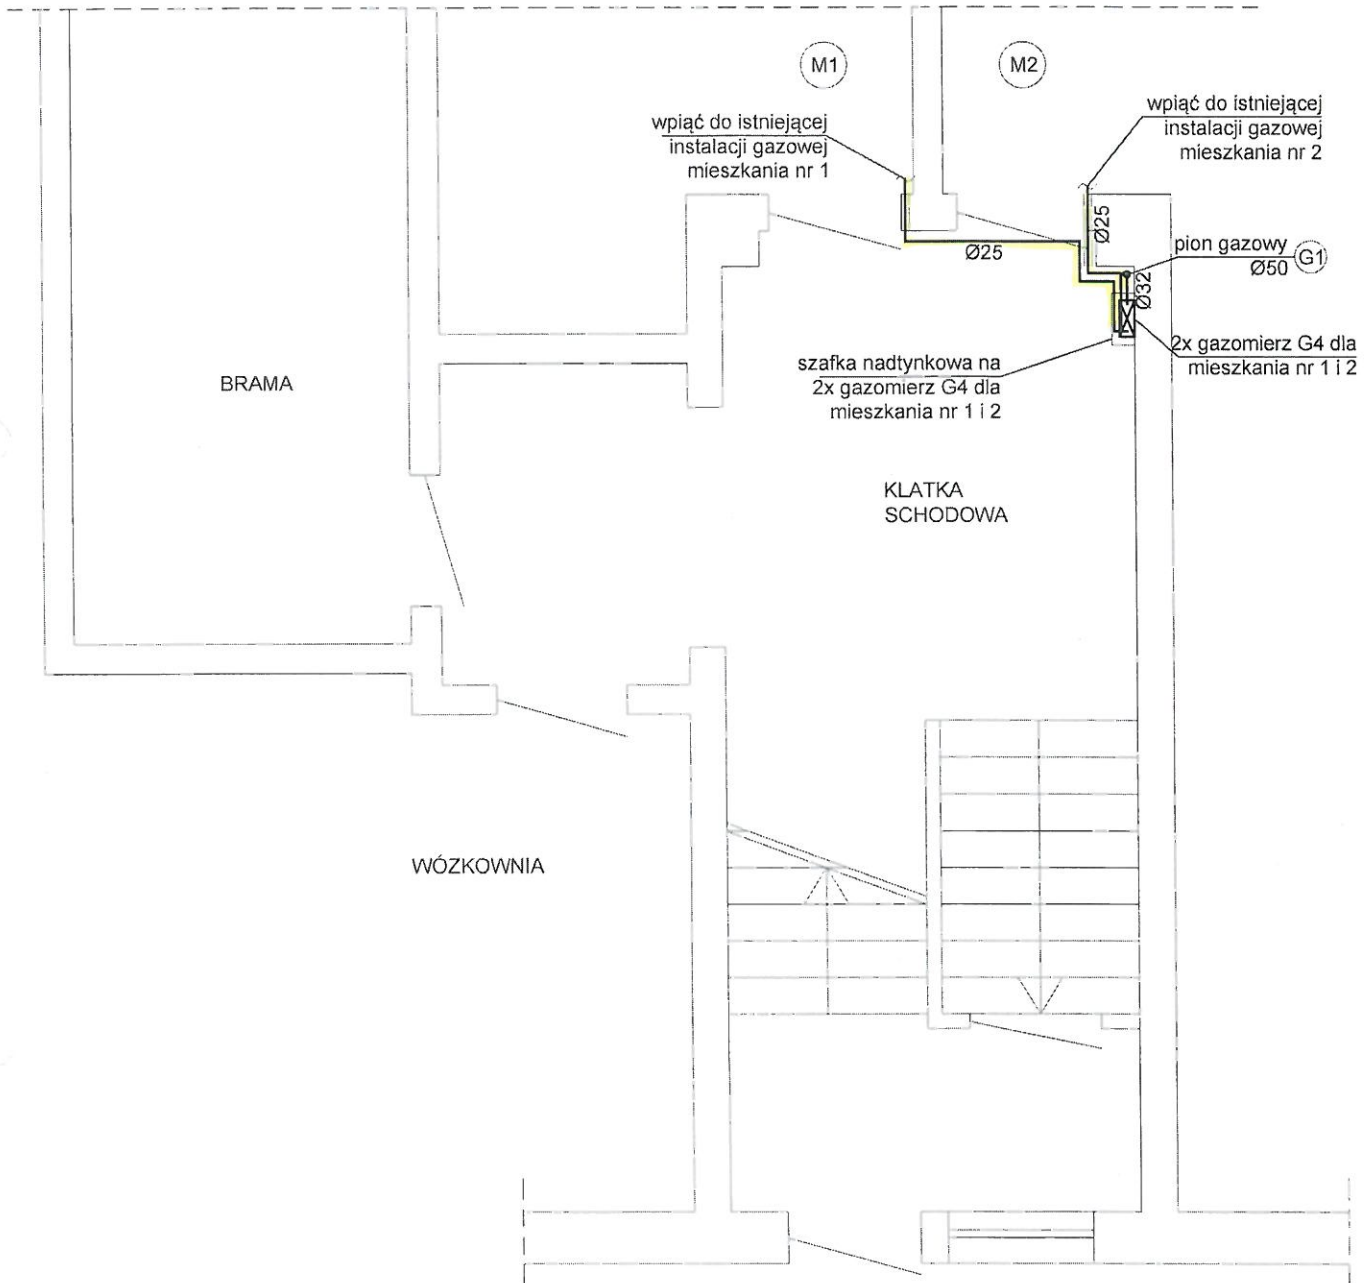 M1
M2
wpiąć do istniejącej
instalacji gazowej
mieszkania nr 1
wpiąć do istniejącej
instalacji gazowej
mieszkania nr 2
Ø25
Ø25
pion gazowy
Ø50
G1
Ø32
2x gazomierz G4 dla
mieszkania nr 1 i 2
szafka nadtynkowa na
2x gazomierz G4 dla
mieszkania nr 1 i 2
BRAMA
KLATKA
SCHODOWA
WÓZKOWNIA